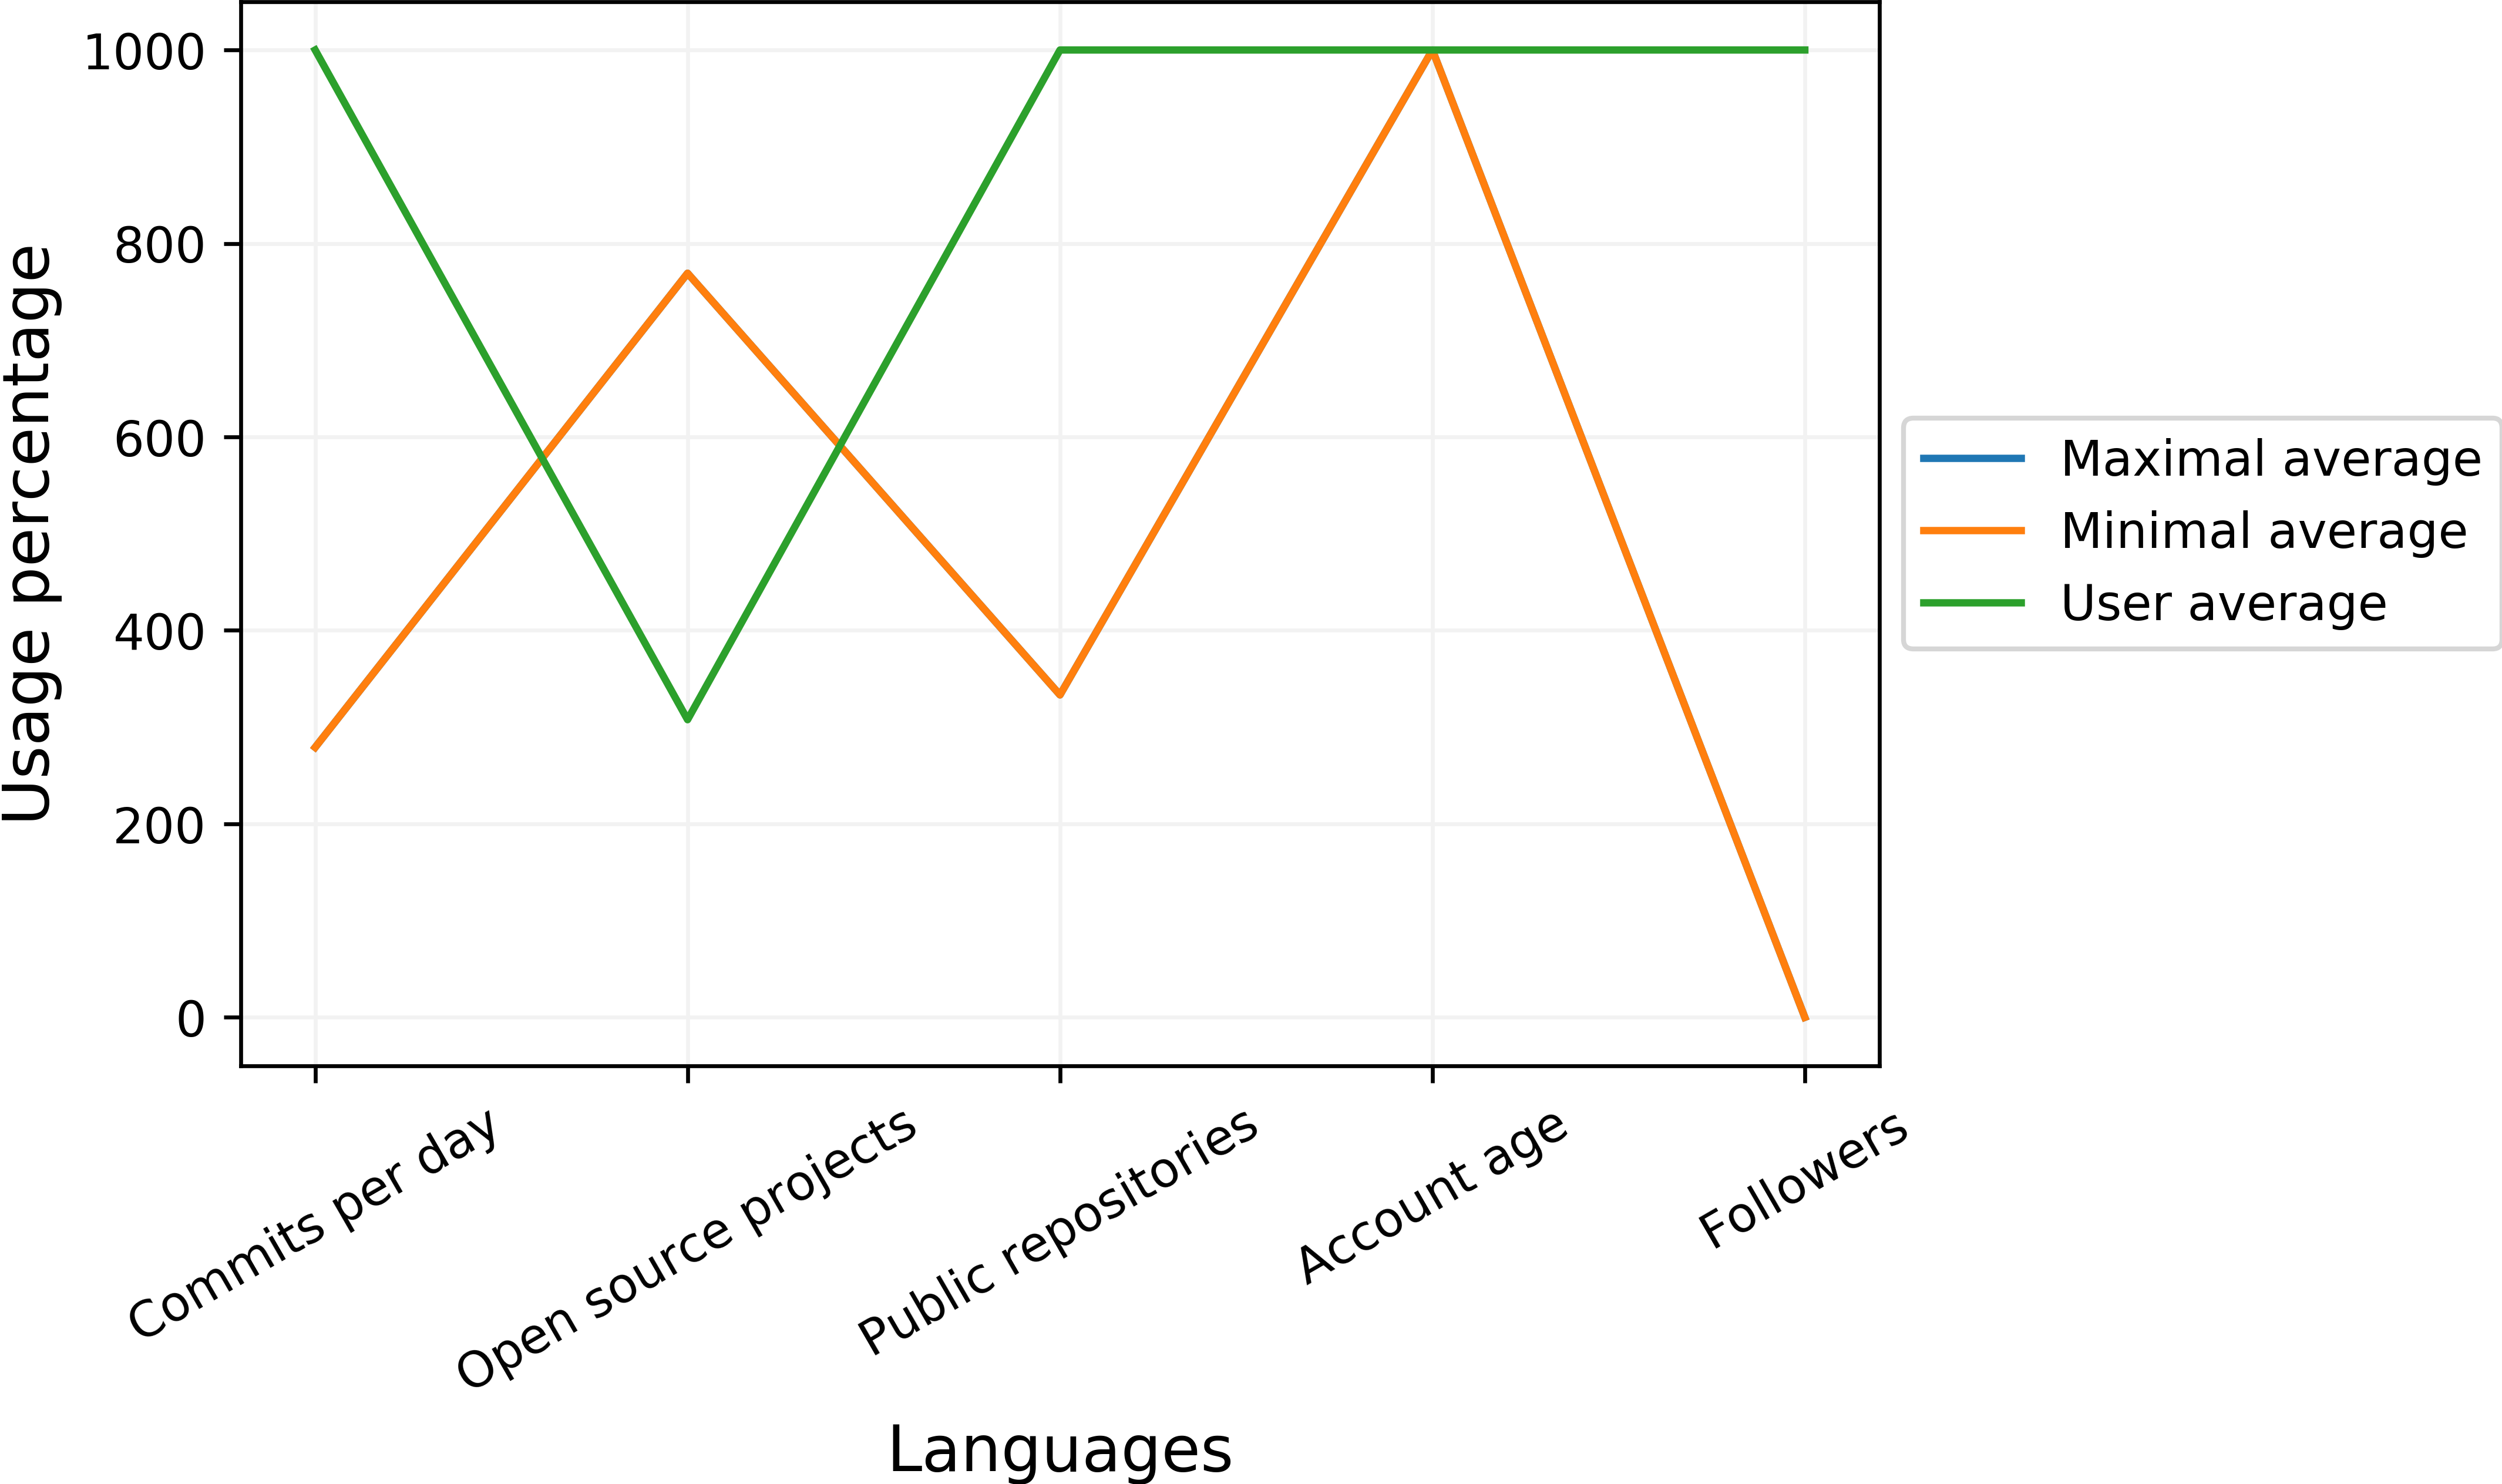 Usage percentage
1000
800
600
400
200
0
Commits per day
Open source projects
Public repositories
Account age
Followers
Languages
Maximal average
Minimal average
User average